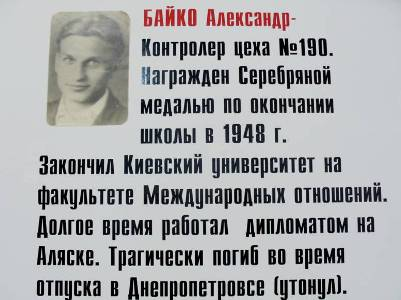 БАЙКО Александр-
Контролер цеха №190.
Награжден Серебряной
медалью по окончании
школы в 1948 г.
Закончил Киевский университет на
факультете Международных отношений.
Долгое время работал дипломатом на
Аляске. Трагически погиб во время
отпуска в Днепропетровсе (утонул).